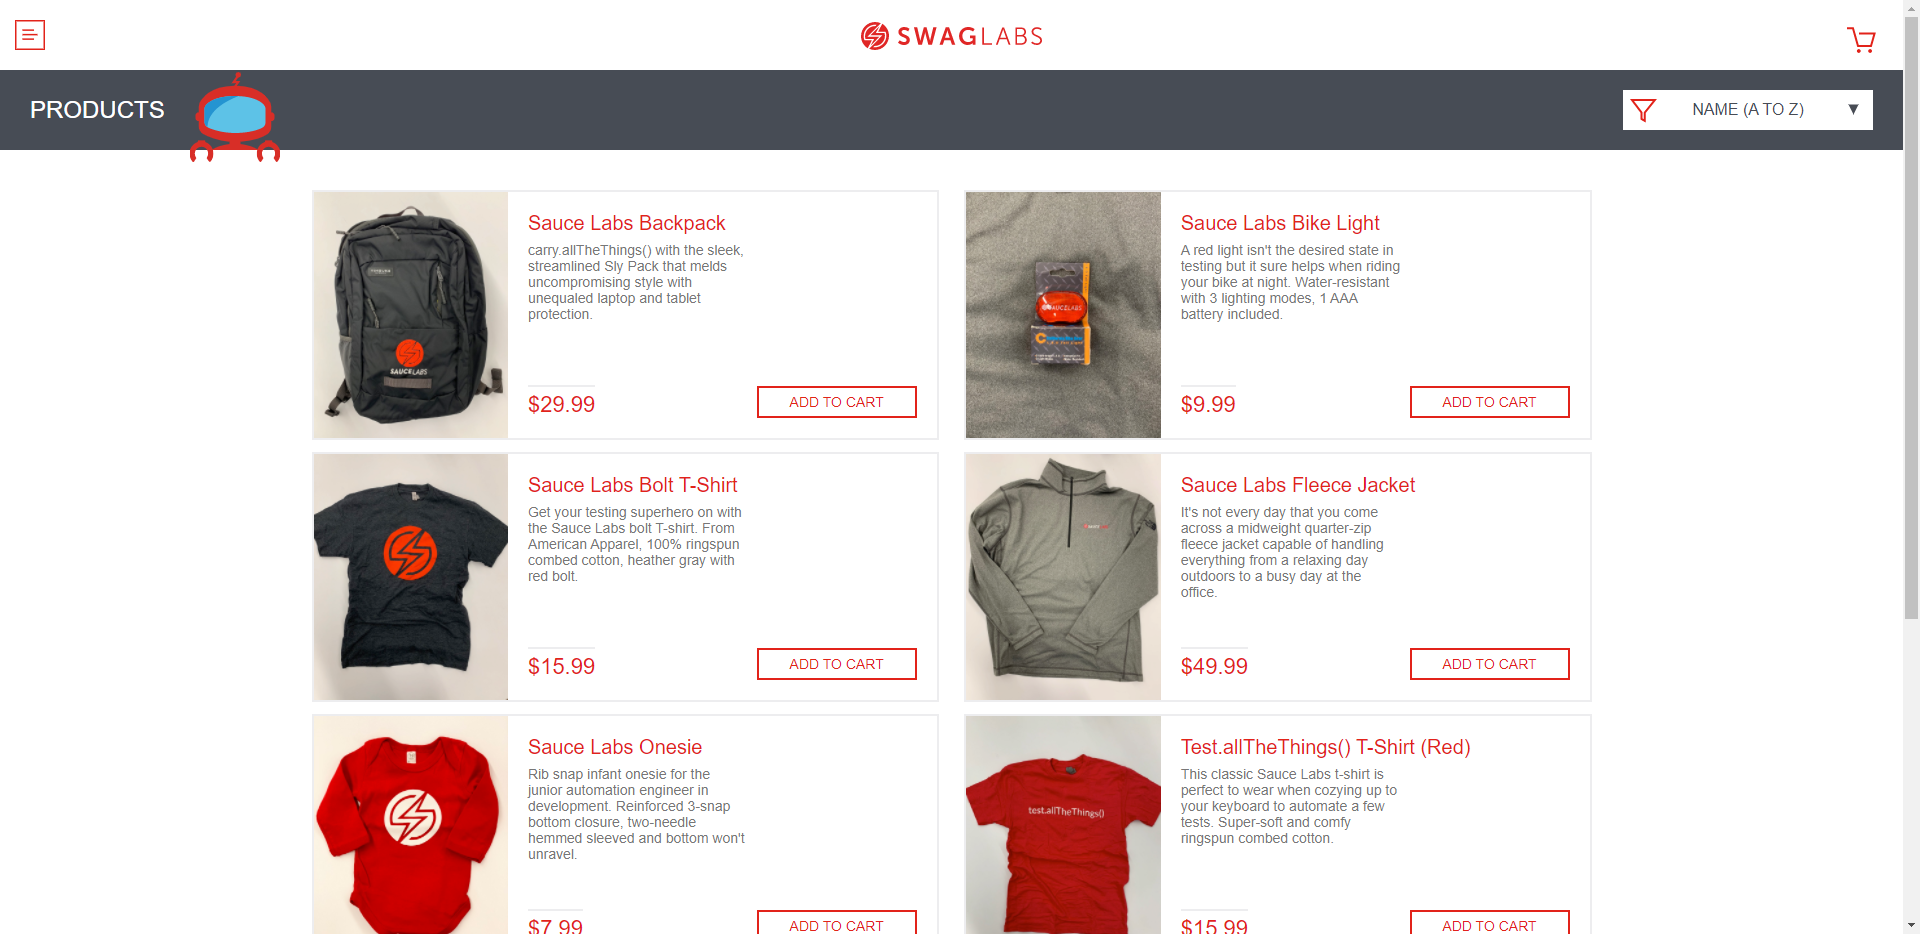 SWAGLABS
PRODUCTS
NAME (A TO Z)
Sauce Labs Backpack
carry.allTheThings() with the sleek,
streamlined Sly Pack that melds
uncompromising style with
unequaled laptop and tablet
protection.
SAUCELABS
$29.99
ADD TO CART
Sauce Labs Bike Light
A red light isn't the desired state in
testing but it sure helps when riding
your bike at night. Water-resistant
with 3 lighting modes, 1 AAA
battery included.
SAUCELABS
$9.99
ADD TO CART
Sauce Labs Bolt T-Shirt
Get your testing superhero on with
the Sauce Labs bolt T-shirt. From
American Apparel, 100% ringspun
combed cotton, heather gray with
red bolt.
$15.99
ADD TO CART
Sauce Labs Fleece Jacket
It's not every day that you come
across a midweight quarter-zip
fleece jacket capable of handling
everything from a relaxing day
outdoors to a busy day at the
office.
$49.99
ADD TO CART
Sauce Labs Onesie
Rib snap infant onesie for the
junior automation engineer in
development. Reinforced 3-snap
bottom closure, two-needle
hemmed sleeved and bottom won't
unravel.
$7.99
ADD TO CART
Test.allTheThings() T-Shirt (Red)
This classic Sauce Labs t-shirt is
perfect to wear when cozying up to
your keyboard to automate a few
tests. Super-soft and comfy
ringspun combed cotton.
test.allTheThings()
$15.99
ADD TO CART